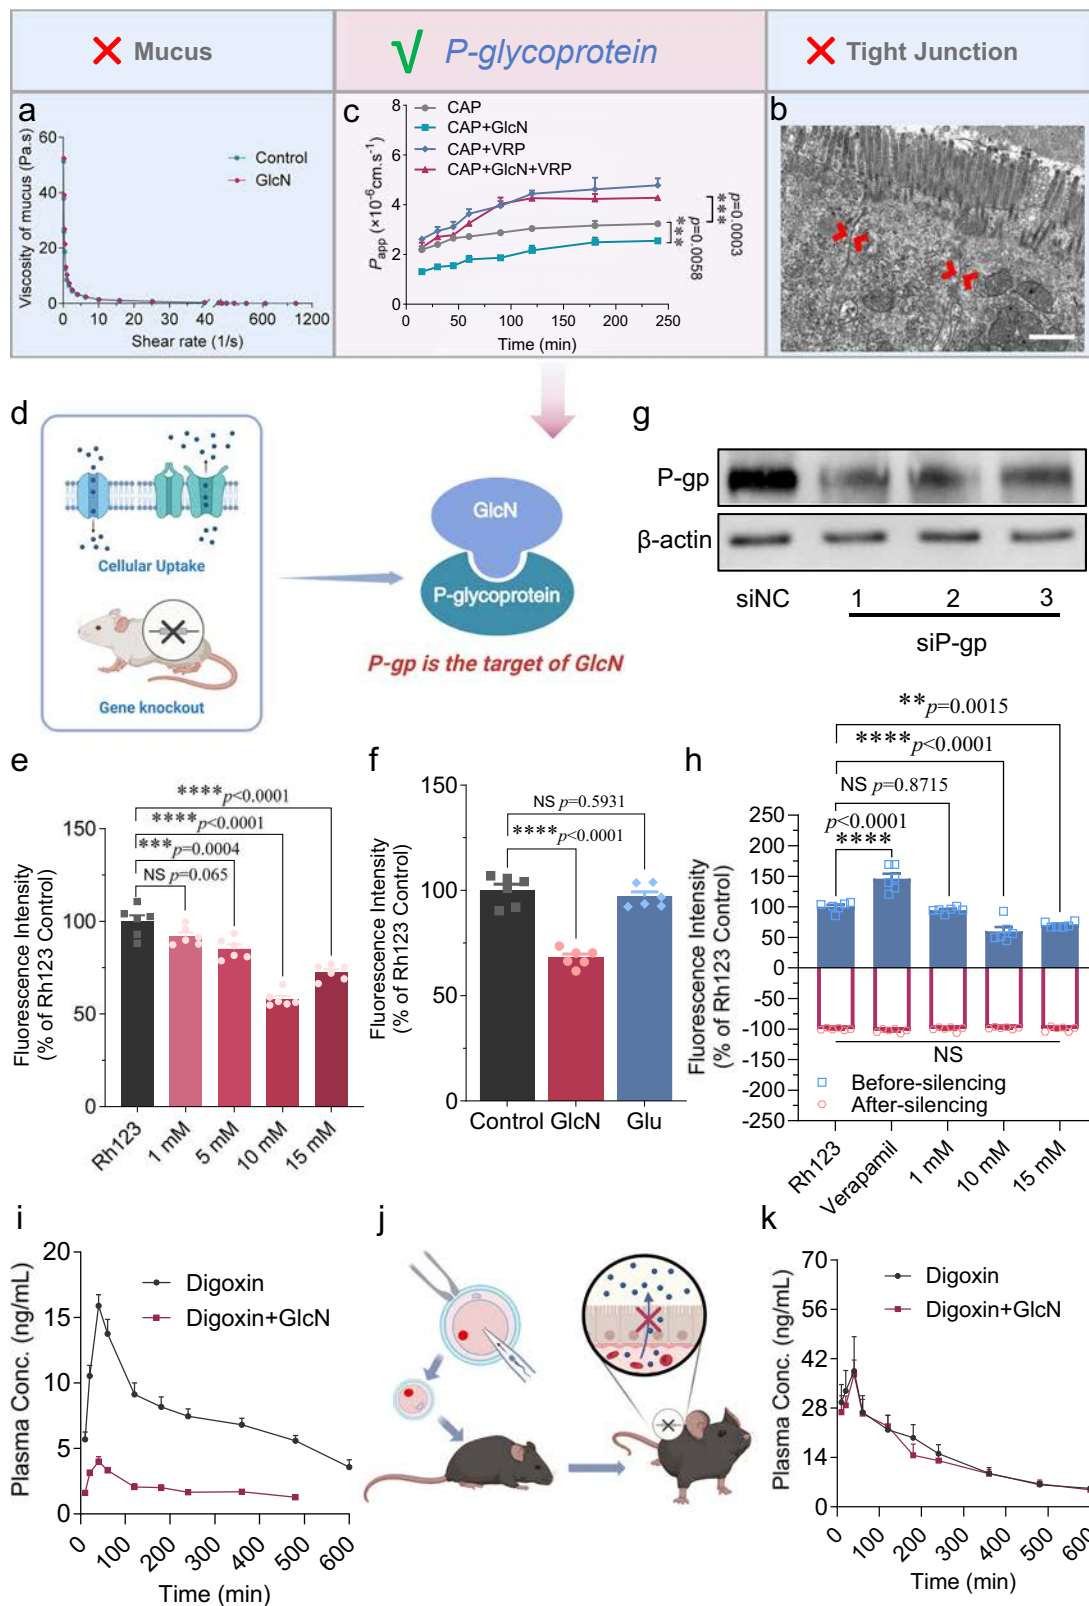 Mucus
P-glycoprotein
Tight Junction
a
Viscosity of mucus (Pa.s)
60
40
20
0
Control
GlcN
0 10 20 30 40 600 1200
Shear rate (1/s)
c
Papp (×10⁻⁶cm.s⁻¹)
8
6
4
2
0
CAP
CAP+GlcN
CAP+VRP
CAP+GlcN+VRP
p=0.0003
***
***
p=0.0058
0 50 100 150 200 250
Time (min)
b
d
Cellular Uptake
Gene knockout
GlcN
P-glycoprotein
P-gp is the target of GlcN
g
P-gp
β-actin
siNC 1 2 3
siP-gp
e
Fluorescence Intensity
(% of Rh123 Control)
150
100
50
0
****p<0.0001
****p<0.0001
***p=0.0004
NS p=0.065
Rh123 1 mM 5 mM 10 mM 15 mM
f
Fluorescence Intensity
(% of Rh123 Control)
150
100
50
0
NS p=0.5931
****p<0.0001
Control GlcN Glu
h
Fluorescence Intensity
(% of Rh123 Control)
**p=0.0015
****p<0.0001
NS p=0.8715
p<0.0001
****
250
200
150
100
50
0
-50
-100
-150
-200
-250
NS
Before-silencing
After-silencing
Rh123 Verapamil 1 mM 10 mM 15 mM
i
Plasma Conc. (ng/mL)
20
15
10
5
0
Digoxin
Digoxin+GlcN
0 100 200 300 400 500 600
Time (min)
j
k
Plasma Conc. (ng/mL)
70
56
42
28
14
0
Digoxin
Digoxin+GlcN
0 100 200 300 400 500 600
Time (min)